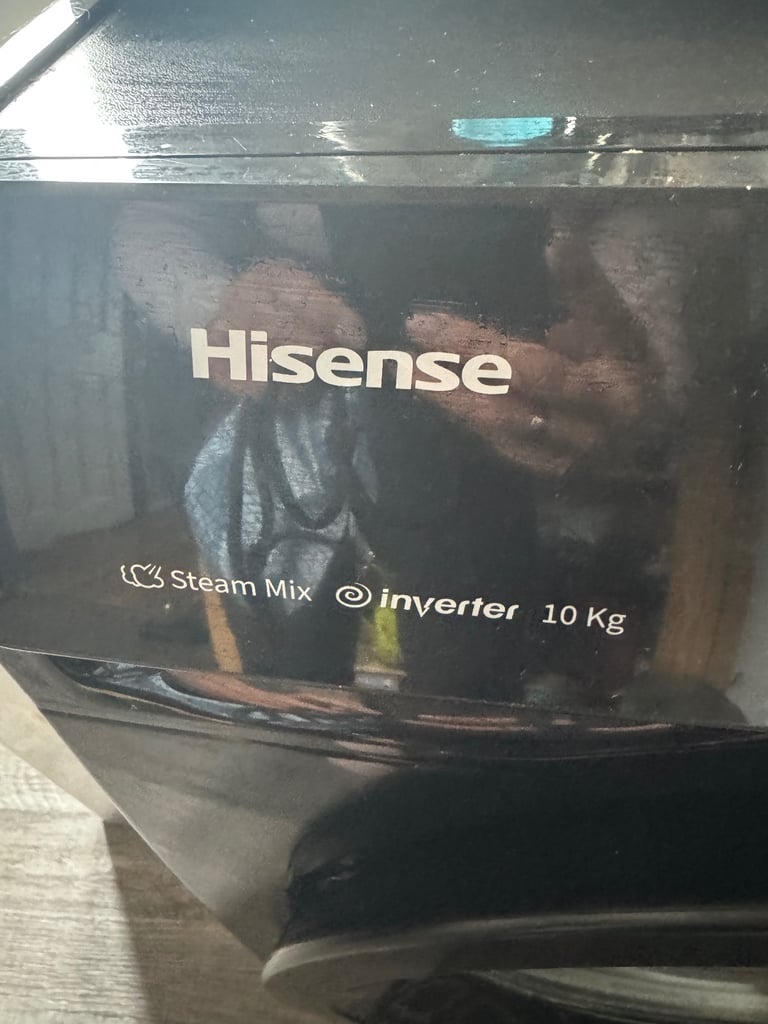 Hisense
Steam Mix inverter 10 Kg